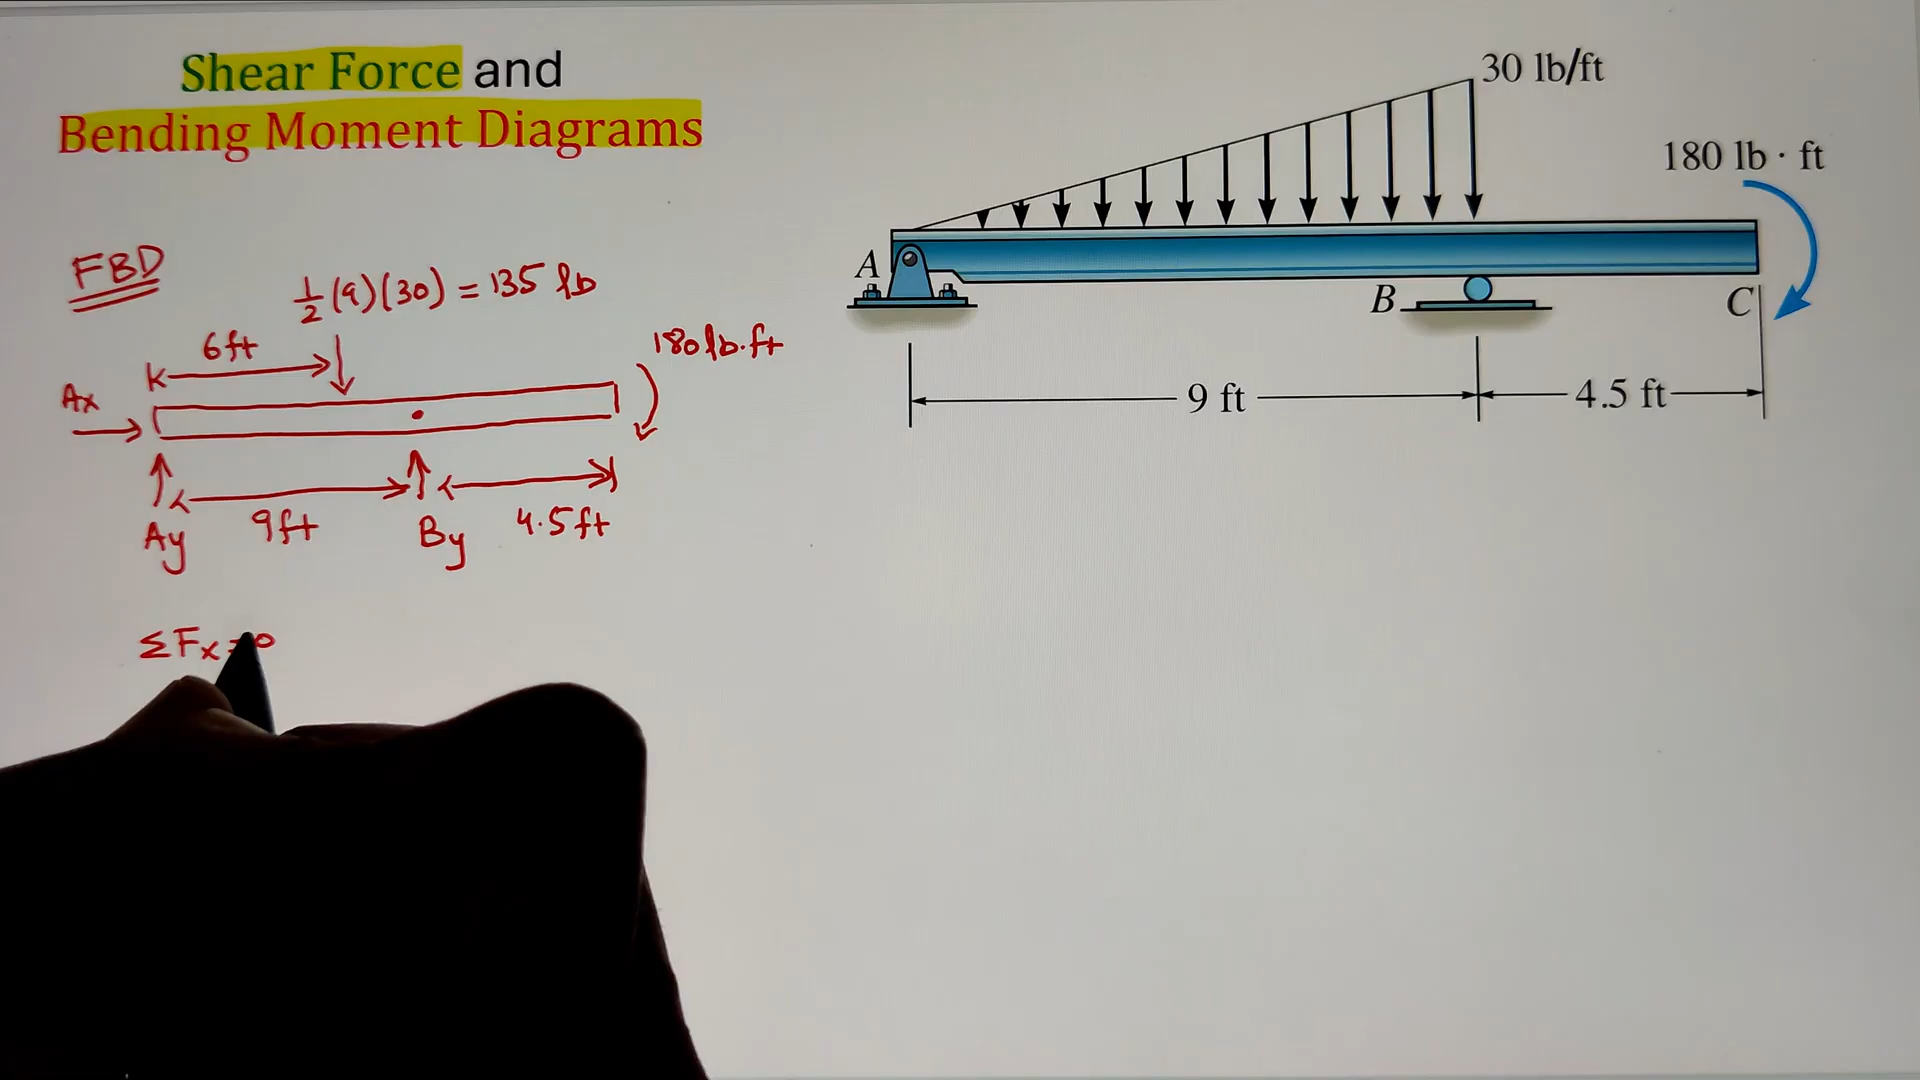 Shear Force and
Bending Moment Diagrams
30 lb/ft
180 lb · ft
A
B
C
9 ft
4.5 ft
FBD
1/2 (9)(30) = 135 lb
6ft
180 lb.ft
Ax
Ay
9ft
By
4.5ft
ΣFx = 0